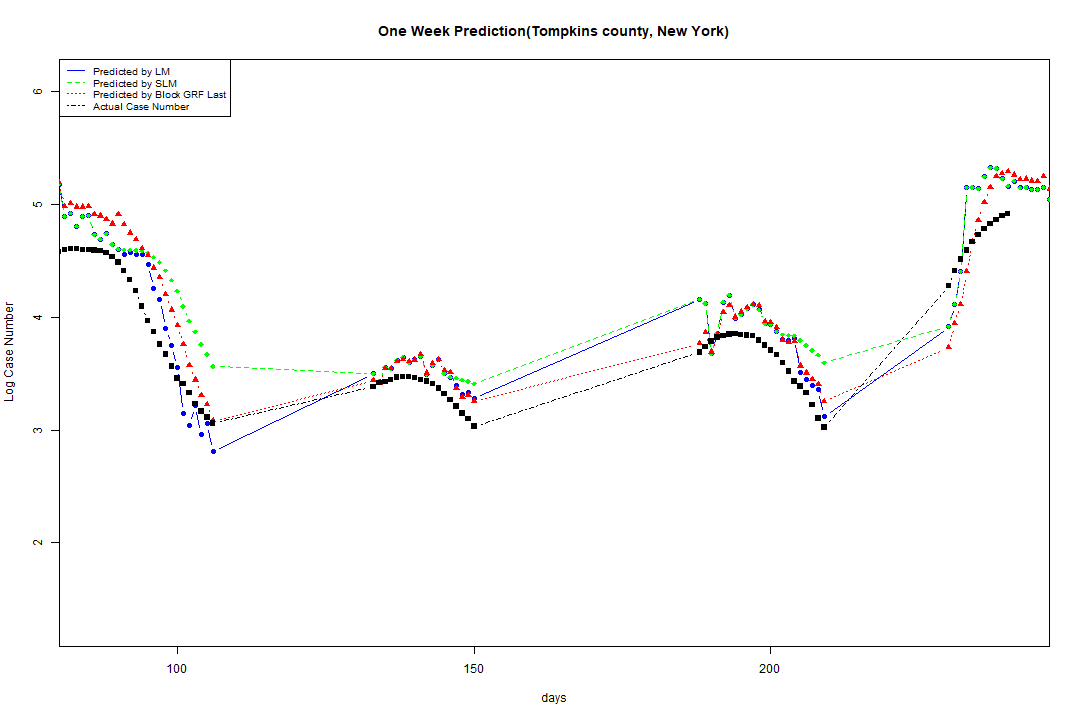 One Week Prediction(Tompkins county, New York)
Predicted by LM
Predicted by SLM
Predicted by Block GRF Last
Actual Case Number
6
5
4
3
2
Log Case Number
100 150 200
days